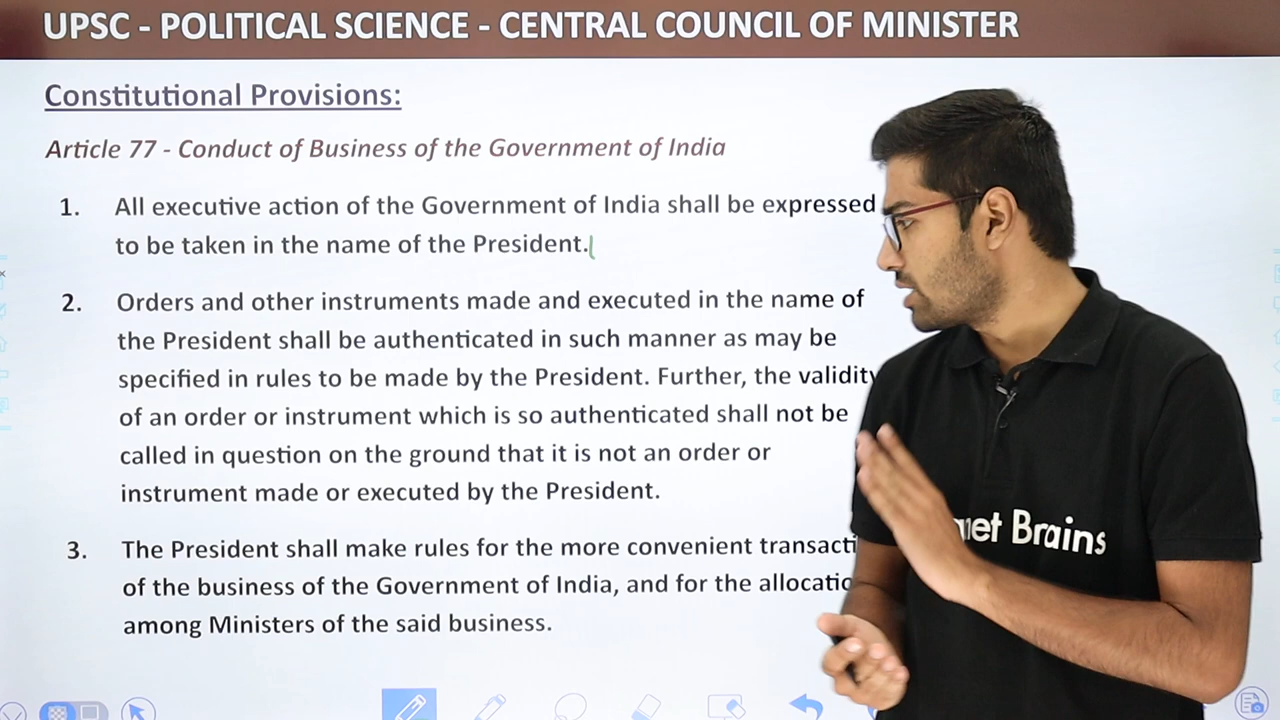 UPSC - POLITICAL SCIENCE - CENTRAL COUNCIL OF MINISTER
Constitutional Provisions:
Article 77 - Conduct of Business of the Government of India
1. All executive action of the Government of India shall be expressed
to be taken in the name of the President.
2. Orders and other instruments made and executed in the name of
the President shall be authenticated in such manner as may be
specified in rules to be made by the President. Further, the validity
of an order or instrument which is so authenticated shall not be
called in question on the ground that it is not an order or
instrument made or executed by the President.
3. The President shall make rules for the more convenient transacti
of the business of the Government of India, and for the allocatio
among Ministers of the said business.
net Brains